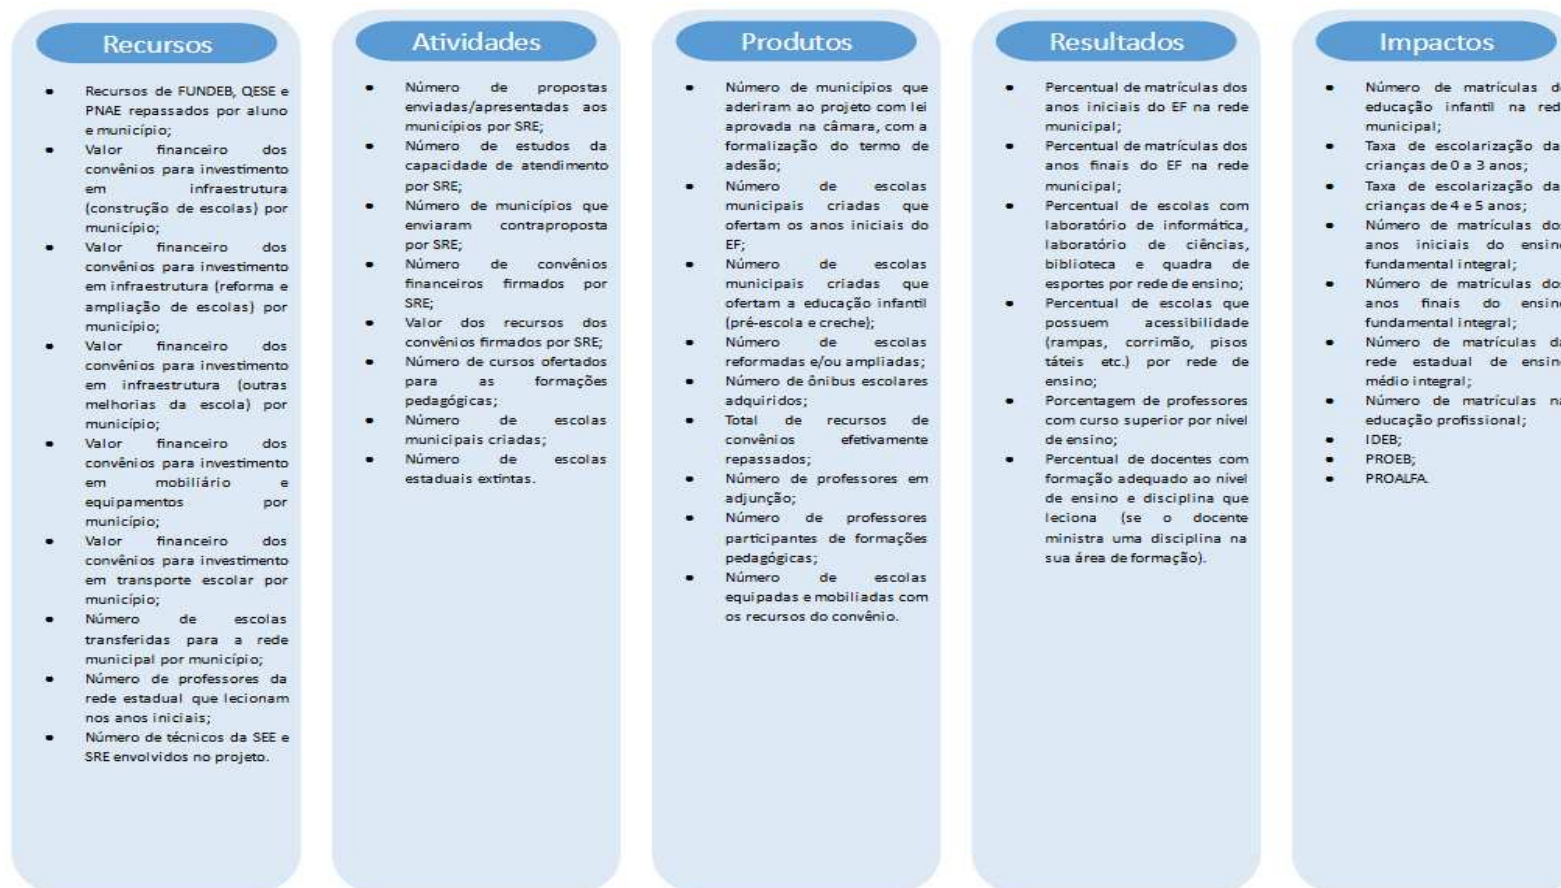 Recursos
• Recursos de FUNDEB, QESE e
PNAE repassados por aluno
e município;
• Valor financeiro dos
convênios para investimento
em infraestrutura
(construção de escolas) por
município;
• Valor financeiro dos
convênios para investimento
em infraestrutura (reforma e
ampliação de escolas) por
município;
• Valor financeiro dos
convênios para investimento
em infraestrutura (outras
melhorias da escola) por
município;
• Valor financeiro dos
convênios para investimento
em mobiliário e
equipamentos por
município;
• Valor financeiro dos
convênios para investimento
em transporte escolar por
município;
• Número de escolas
transferidas para a rede
municipal por município;
• Número de professores da
rede estadual que lecionam
nos anos iniciais;
• Número de técnicos da SEE e
SRE envolvidos no projeto.
Atividades
• Número de propostas
enviadas/apresentadas aos
municípios por SRE;
• Número de estudos da
capacidade de atendimento
por SRE;
• Número de municípios que
enviaram contraproposta
por SRE;
• Número de convênios
financeiros firmados por
SRE;
• Valor dos recursos dos
convênios firmados por SRE;
• Número de cursos ofertados
para as formações
pedagógicas;
• Número de escolas
municipais criadas;
• Número de escolas
estaduais extintas.
Produtos
• Número de municípios que
aderiram ao projeto com lei
aprovada na câmara, com a
formalização do termo de
adesão;
• Número de escolas
municipais criadas que
ofertam os anos iniciais do
EF;
• Número de escolas
municipais criadas que
ofertam a educação infantil
(pré-escola e creche);
• Número de escolas
reformadas e/ou ampliadas;
• Número de ônibus escolares
adquiridos;
• Total de recursos de
convênios efetivamente
repassados;
• Número de professores em
adjunção;
• Número de professores
participantes de formações
pedagógicas;
• Número de escolas
equipadas e mobiliadas com
os recursos do convênio.
Resultados
• Percentual de matrículas dos
anos iniciais do EF na rede
municipal;
• Percentual de matrículas dos
anos finais do EF na rede
municipal;
• Percentual de escolas com
laboratório de informática,
laboratório de ciências,
biblioteca e quadra de
esportes por rede de ensino;
• Percentual de escolas que
possuem acessibilidade
(rampas, corrimão, pisos
táteis etc.) por rede de
ensino;
• Porcentagem de professores
com curso superior por nível
de ensino;
• Percentual de docentes com
formação adequado ao nível
de ensino e disciplina que
leciona (se o docente
ministra uma disciplina na
sua área de formação).
Impactos
• Número de matrículas
educação infantil na
municipal;
• Taxa de escolarização
crianças de 0 a 3 anos;
• Taxa de escolarização
crianças de 4 e 5 anos;
• Número de matrículas
anos iniciais do
fundamental integral;
• Número de matrículas
anos finais do
fundamental integral;
• Número de matrículas
rede estadual de
médio integral;
• Número de matrículas
educação profissional;
• IDEB;
• PROEB;
• PROALFA.